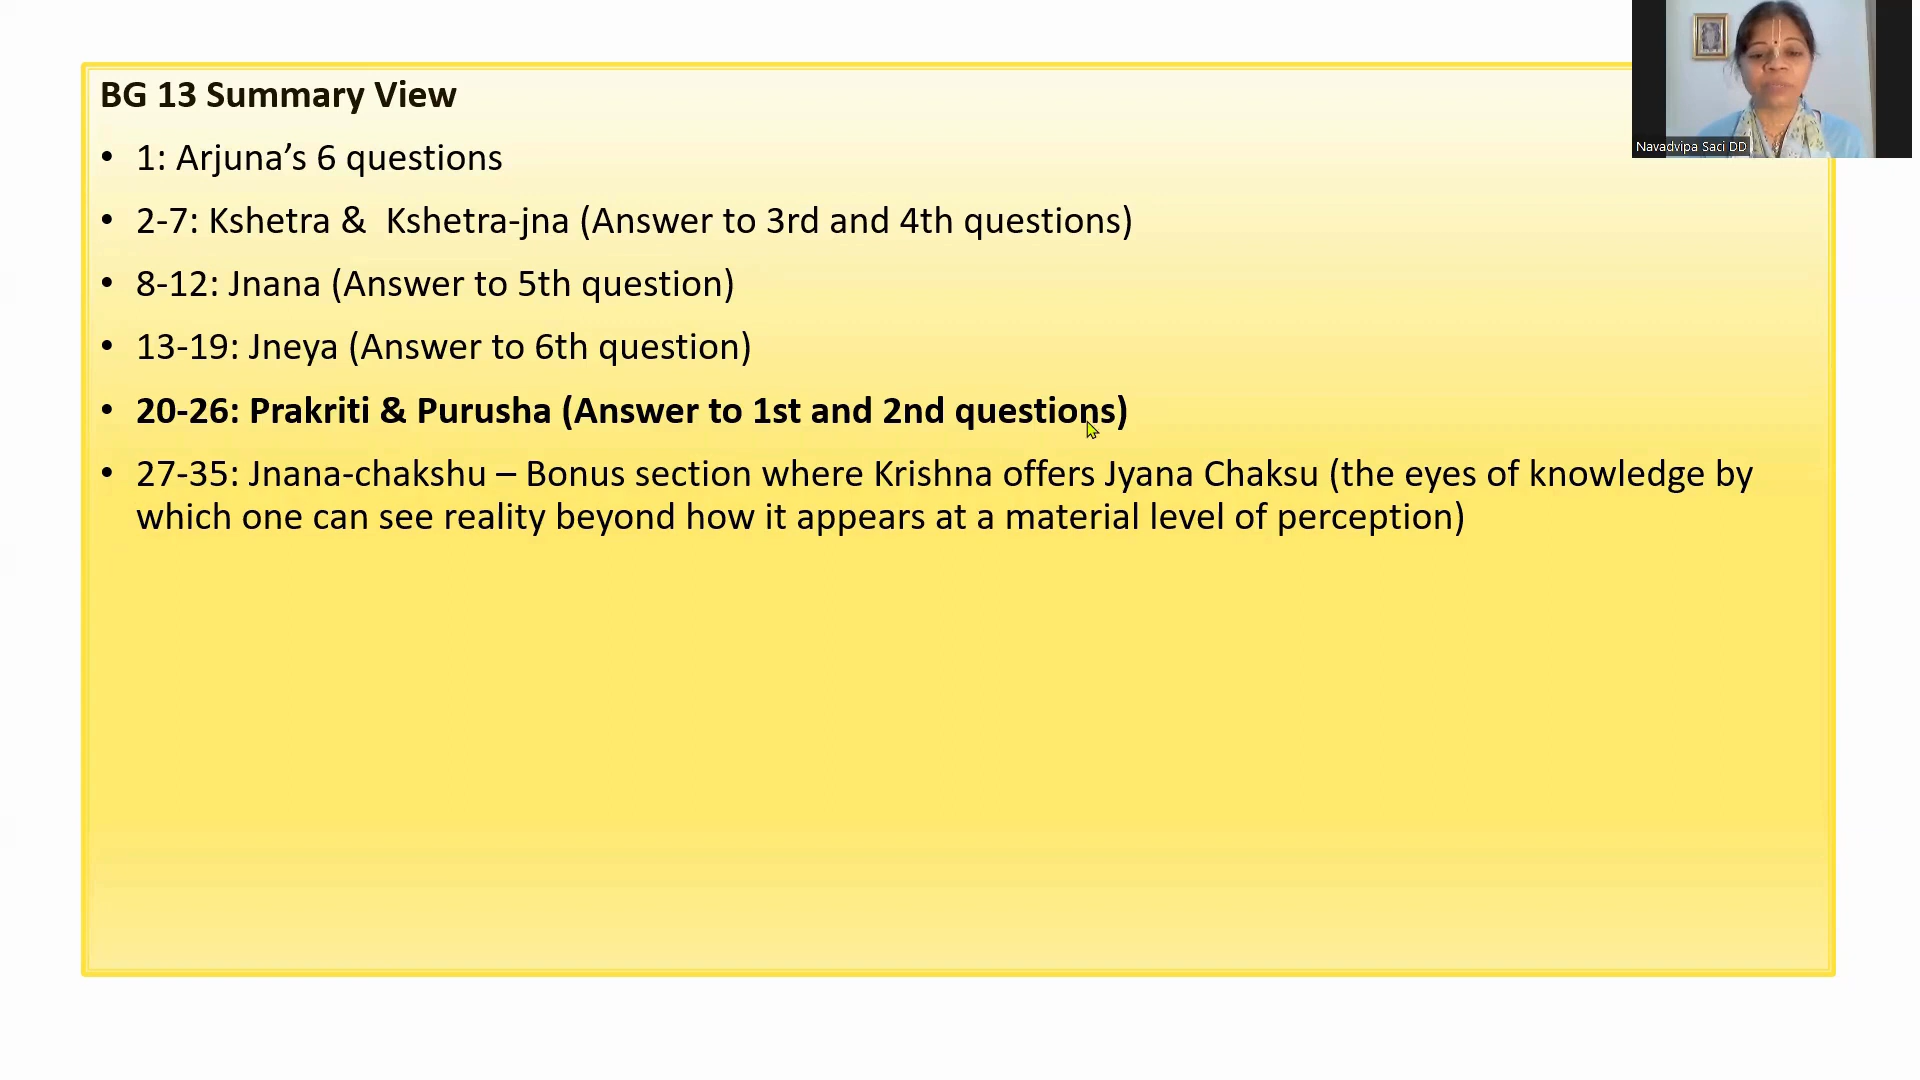 BG 13 Summary View
• 1: Arjuna’s 6 questions
• 2-7: Kshetra &  Kshetra-jna (Answer to 3rd and 4th questions)
• 8-12: Jnana (Answer to 5th question)
• 13-19: Jneya (Answer to 6th question)
• 20-26: Prakriti & Purusha (Answer to 1st and 2nd questions)
• 27-35: Jnana-chakshu – Bonus section where Krishna offers Jyana Chaksu (the eyes of knowledge by
which one can see reality beyond how it appears at a material level of perception)
Navadvipa Saci DD